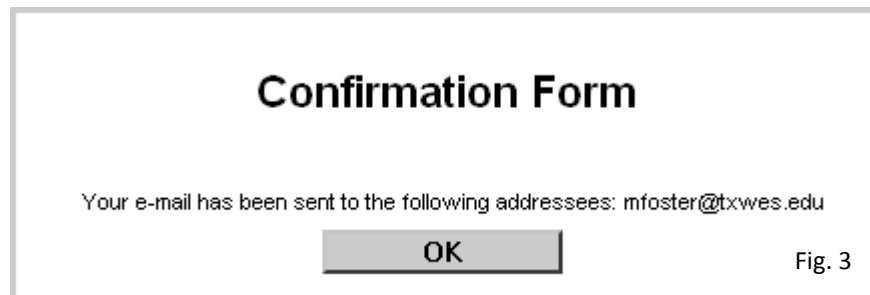 Confirmation Form
Your e-mail has been sent to the following addressees: mfoster@txwes.edu
OK
Fig. 3